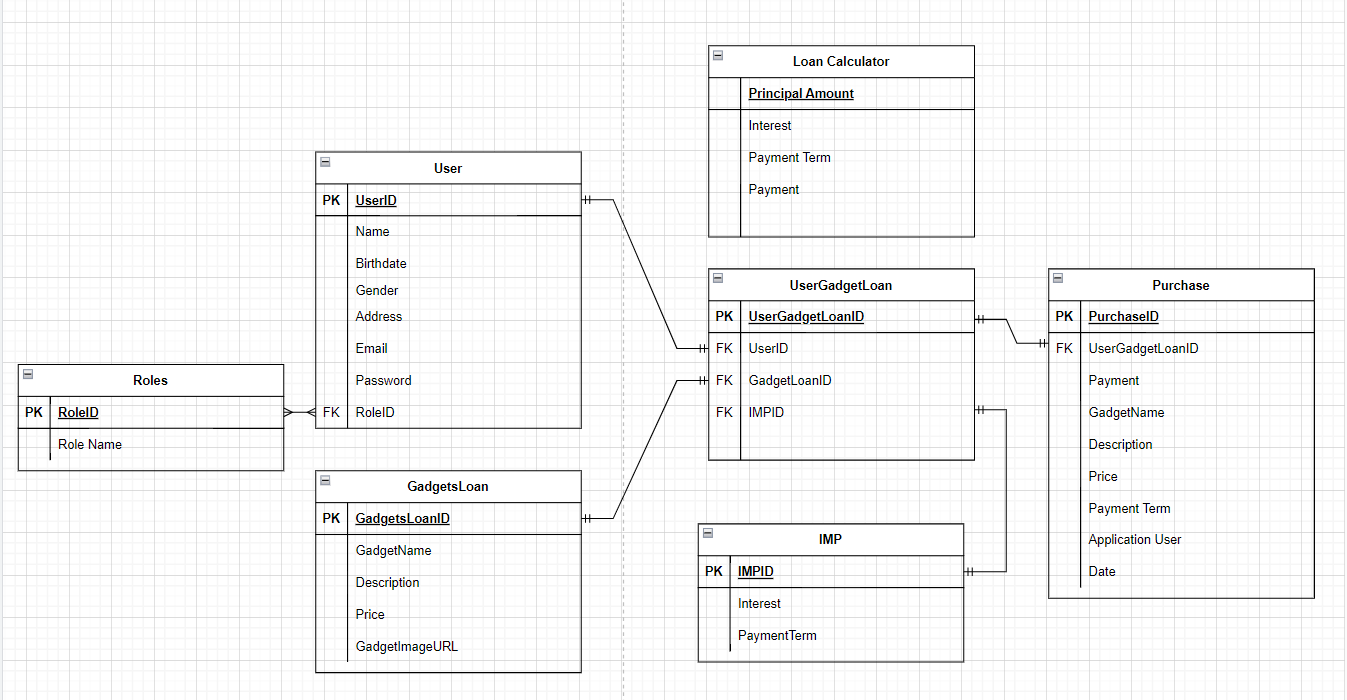 Loan Calculator
Principal Amount
Interest
Payment Term
Payment
User
PK UserID
Name
Birthdate
Gender
Address
Email
Password
FK RoleID
Roles
PK RoleID
Role Name
GadgetsLoan
PK GadgetsLoanID
GadgetName
Description
Price
GadgetImageURL
UserGadgetLoan
PK UserGadgetLoanID
FK UserID
FK GadgetLoanID
FK IMPID
IMP
PK IMPID
Interest
PaymentTerm
Purchase
PK PurchaseID
FK UserGadgetLoanID
Payment
GadgetName
Description
Price
Payment Term
Application User
Date